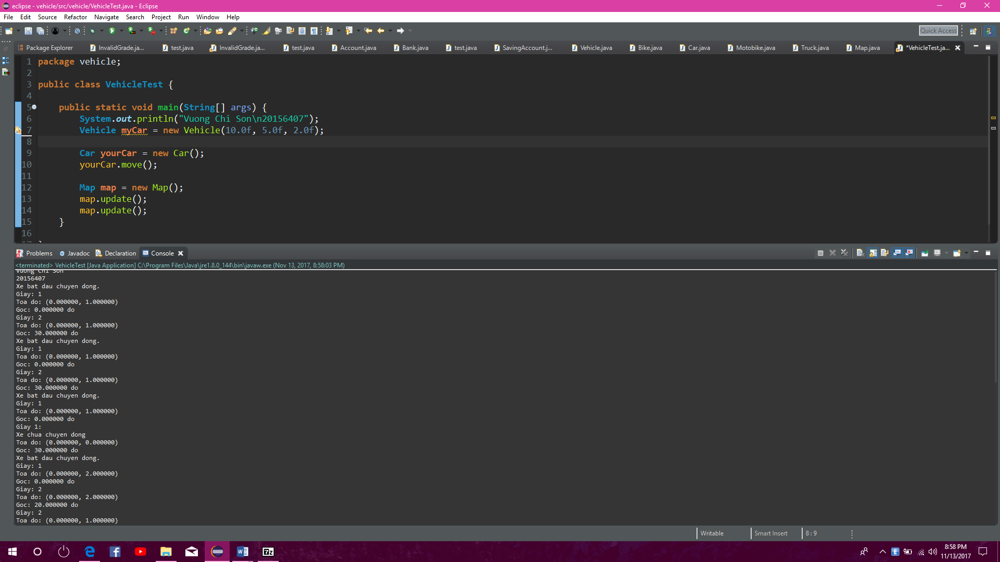 eclipse - vehicle/src/vehicle/VehicleTest.java - Eclipse
File Edit Source Refactor Navigate Search Project Run Window Help
Quick Access
Package Explorer InvalidGrade.ja... test.java InvalidGrade.ja... test.java Account.java Bank.java test.java SavingAccount.j... Vehicle.java Bike.java Car.java Motobike.java Truck.java Map.java *VehicleTest.ja...
1 package vehicle;
2
3 public class VehicleTest {
4
5 public static void main(String[] args) {
6 System.out.println("Vuong Chi Son\n20156407");
7 Vehicle myCar = new Vehicle(10.0f, 5.0f, 2.0f);
8
9 Car yourCar = new Car();
10 yourCar.move();
11
12 Map map = new Map();
13 map.update();
14 map.update();
15 }
16
Problems Javadoc Declaration Console
<terminated> VehicleTest [Java Application] C:\Program Files\Java\jre1.8.0_144\bin\javaw.exe (Nov 13, 2017, 8:58:03 PM)
Vuong Chi Son
20156407
Xe bat dau chuyen dong.
Giay: 1
Toa do: (0.000000, 1.000000)
Goc: 0.000000 do
Giay: 2
Toa do: (0.000000, 1.000000)
Goc: 30.000000 do
Xe bat dau chuyen dong.
Giay: 1
Toa do: (0.000000, 1.000000)
Goc: 0.000000 do
Giay: 2
Toa do: (0.000000, 1.000000)
Goc: 30.000000 do
Xe bat dau chuyen dong.
Giay: 1
Toa do: (0.000000, 1.000000)
Goc: 0.000000 do
Giay 1:
Xe chua chuyen dong
Toa do: (0.000000, 0.000000)
Goc: 30.000000 do
Xe bat dau chuyen dong.
Giay: 1
Toa do: (0.000000, 2.000000)
Goc: 0.000000 do
Giay: 2
Toa do: (0.000000, 2.000000)
Goc: 20.000000 do
Giay: 2
Toa do: (0.000000, 1.000000)
Writable Smart Insert 8 : 9
8:58 PM
11/13/2017